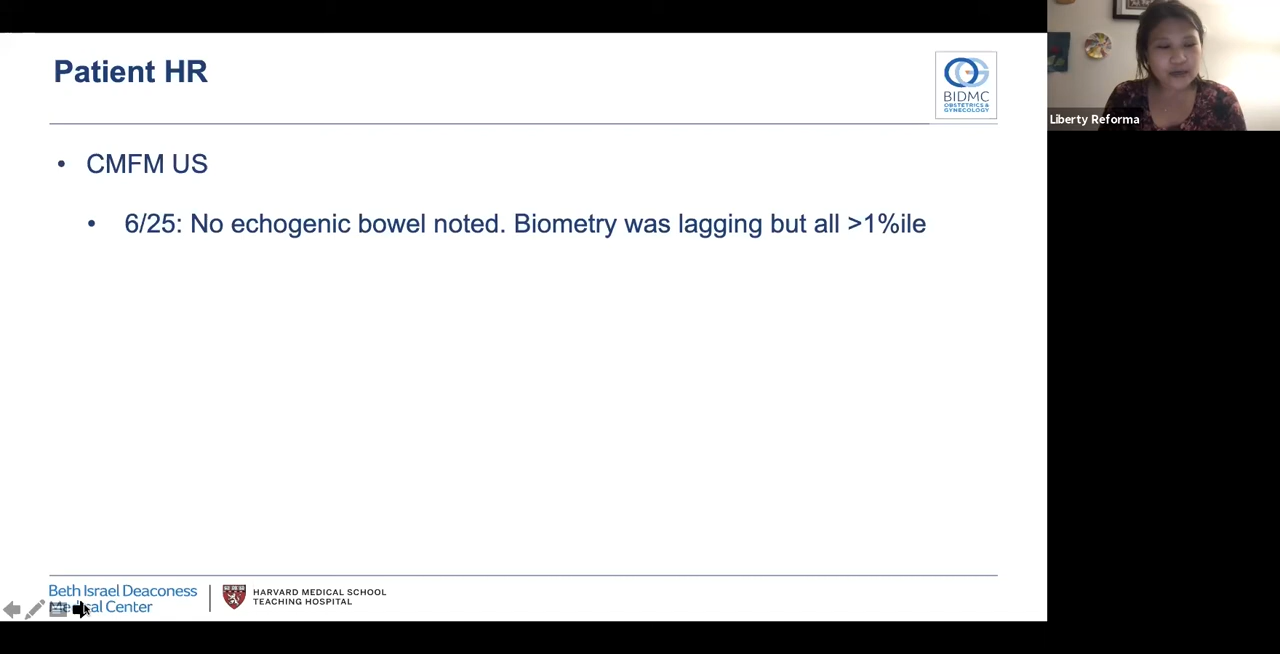 Patient HR
BIDMC
OBSTETRICS &
GYNECOLOGY
Liberty Reforma
• CMFM US
• 6/25: No echogenic bowel noted. Biometry was lagging but all >1%ile
Beth Israel Deaconess
Medical Center
HARVARD MEDICAL SCHOOL
TEACHING HOSPITAL